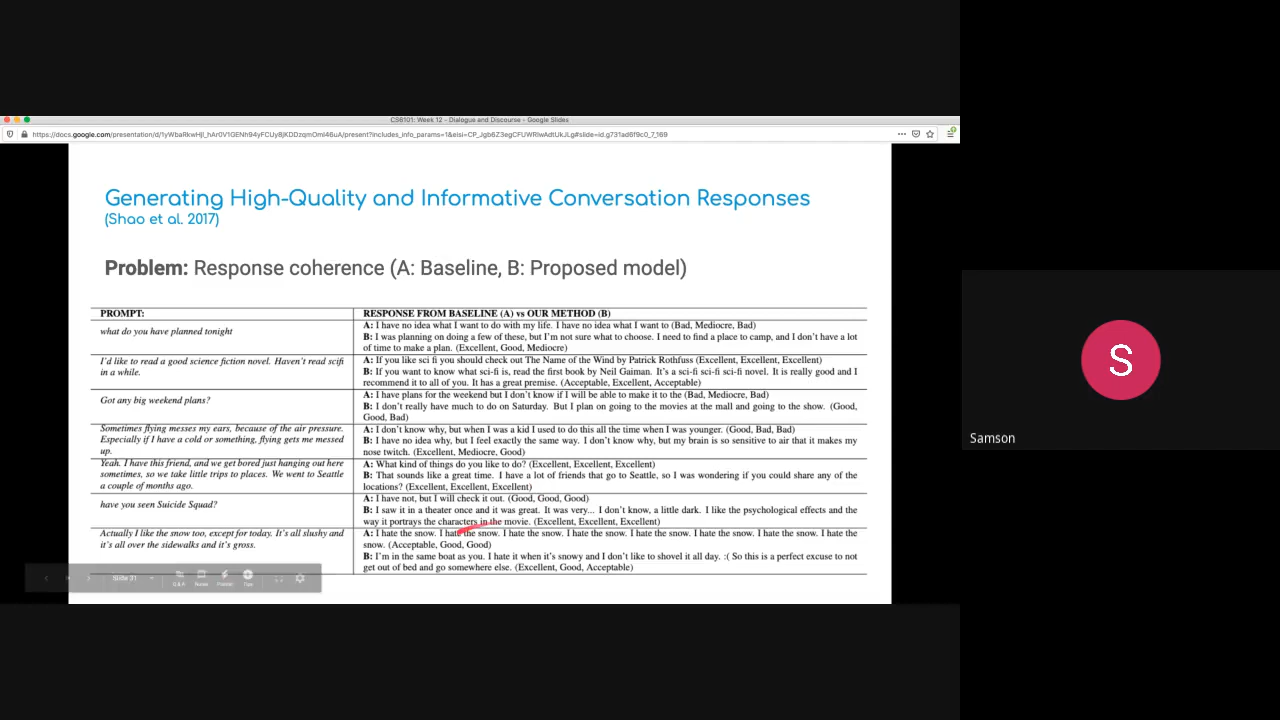 CS6101: Week 12 - Dialogue and Discourse - Google Slides
Generating High-Quality and Informative Conversation Responses
(Shao et al. 2017)
Problem: Response coherence (A: Baseline, B: Proposed model)
PROMPT:
RESPONSE FROM BASELINE (A) vs OUR METHOD (B)
what do you have planned tonight
A: I have no idea what I want to do with my life. I have no idea what I want to (Bad, Mediocre, Bad)
B: I was planning on doing a few of these, but I'm not sure what to choose. I need to find a place to camp, and I don't have a lot
of time to make a plan. (Excellent, Good, Mediocre)
I'd like to read a good science fiction novel. Haven't read scifi
in a while.
A: If you like sci fi you should check out The Name of the Wind by Patrick Rothfuss (Excellent, Excellent, Excellent)
B: If you want to know what sci-fi is, read the first book by Neil Gaiman. It's a sci-fi sci-fi sci-fi novel. It is really good and I
recommend it to all of you. It has a great premise. (Acceptable, Excellent, Acceptable)
Got any big weekend plans?
A: I have plans for the weekend but I don't know if I will be able to make it to the (Bad, Mediocre, Bad)
B: I don't really have much to do on Saturday. But I plan on going to the movies at the mall and going to the show. (Good,
Good, Bad)
Sometimes flying messes my ears, because of the air pressure.
Especially if I have a cold or something, flying gets me messed
up.
A: I don't know why, but when I was a kid I used to do this all the time when I was younger. (Good, Bad, Bad)
B: I have no idea why, but I feel exactly the same way. I don't know why, but my brain is so sensitive to air that it makes my
nose twitch. (Excellent, Mediocre, Good)
Yeah. I have this friend, and we get bored just hanging out here
sometimes, so we take little trips to places. We went to Seattle
a couple of months ago.
A: What kind of things do you like to do? (Excellent, Excellent, Excellent)
B: That sounds like a great time. I have a lot of friends that go to Seattle, so I was wondering if you could share any of the
locations? (Excellent, Excellent, Excellent)
have you seen Suicide Squad?
A: I have not, but I will check it out. (Good, Good, Good)
B: I saw it in a theater once and it was great. It was very... I don't know, a little dark. I like the psychological effects and the
way it portrays the characters in the movie. (Excellent, Excellent, Excellent)
Actually I like the snow too, except for today. It's all slushy and
it's all over the sidewalks and it's gross.
A: I hate the snow. I hate the snow. I hate the snow. I hate the snow. I hate the snow. I hate the snow. I hate the snow. I hate the
snow. (Acceptable, Good, Good)
B: I'm in the same boat as you. I hate it when it's snowy and I don't like to shovel it all day. :( So this is a perfect excuse to not
get out of bed and go somewhere else. (Excellent, Good, Acceptable)
Slide 31
Q&A
Notes
Pointer
Tips
S
Samson